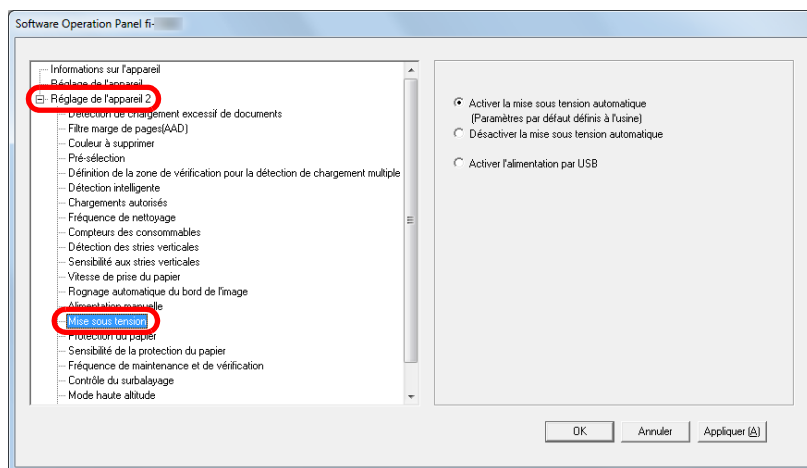 Software Operation Panel fi-
Informations sur l'appareil
Réglage de l'appareil
Réglage de l'appareil 2
Détection de chargement excessif de documents
Filtre marge de pages(AAD)
Couleur à supprimer
Pré-sélection
Définition de la zone de vérification pour la détection de chargement multiple
Détection intelligente
Chargements autorisés
Fréquence de nettoyage
Compteurs des consommables
Détection des stries verticales
Sensibilité aux stries verticales
Vitesse de prise du papier
Rognage automatique du bord de l'image
Alimentation manuelle
Mise sous tension
Protection du papier
Sensibilité de la protection du papier
Fréquence de maintenance et de vérification
Contrôle du surbalayage
Mode haute altitude
Activer la mise sous tension automatique
(Paramètres par défaut définis à l'usine)
Désactiver la mise sous tension automatique
Activer l'alimentation par USB
OK
Annuler
Appliquer (A)